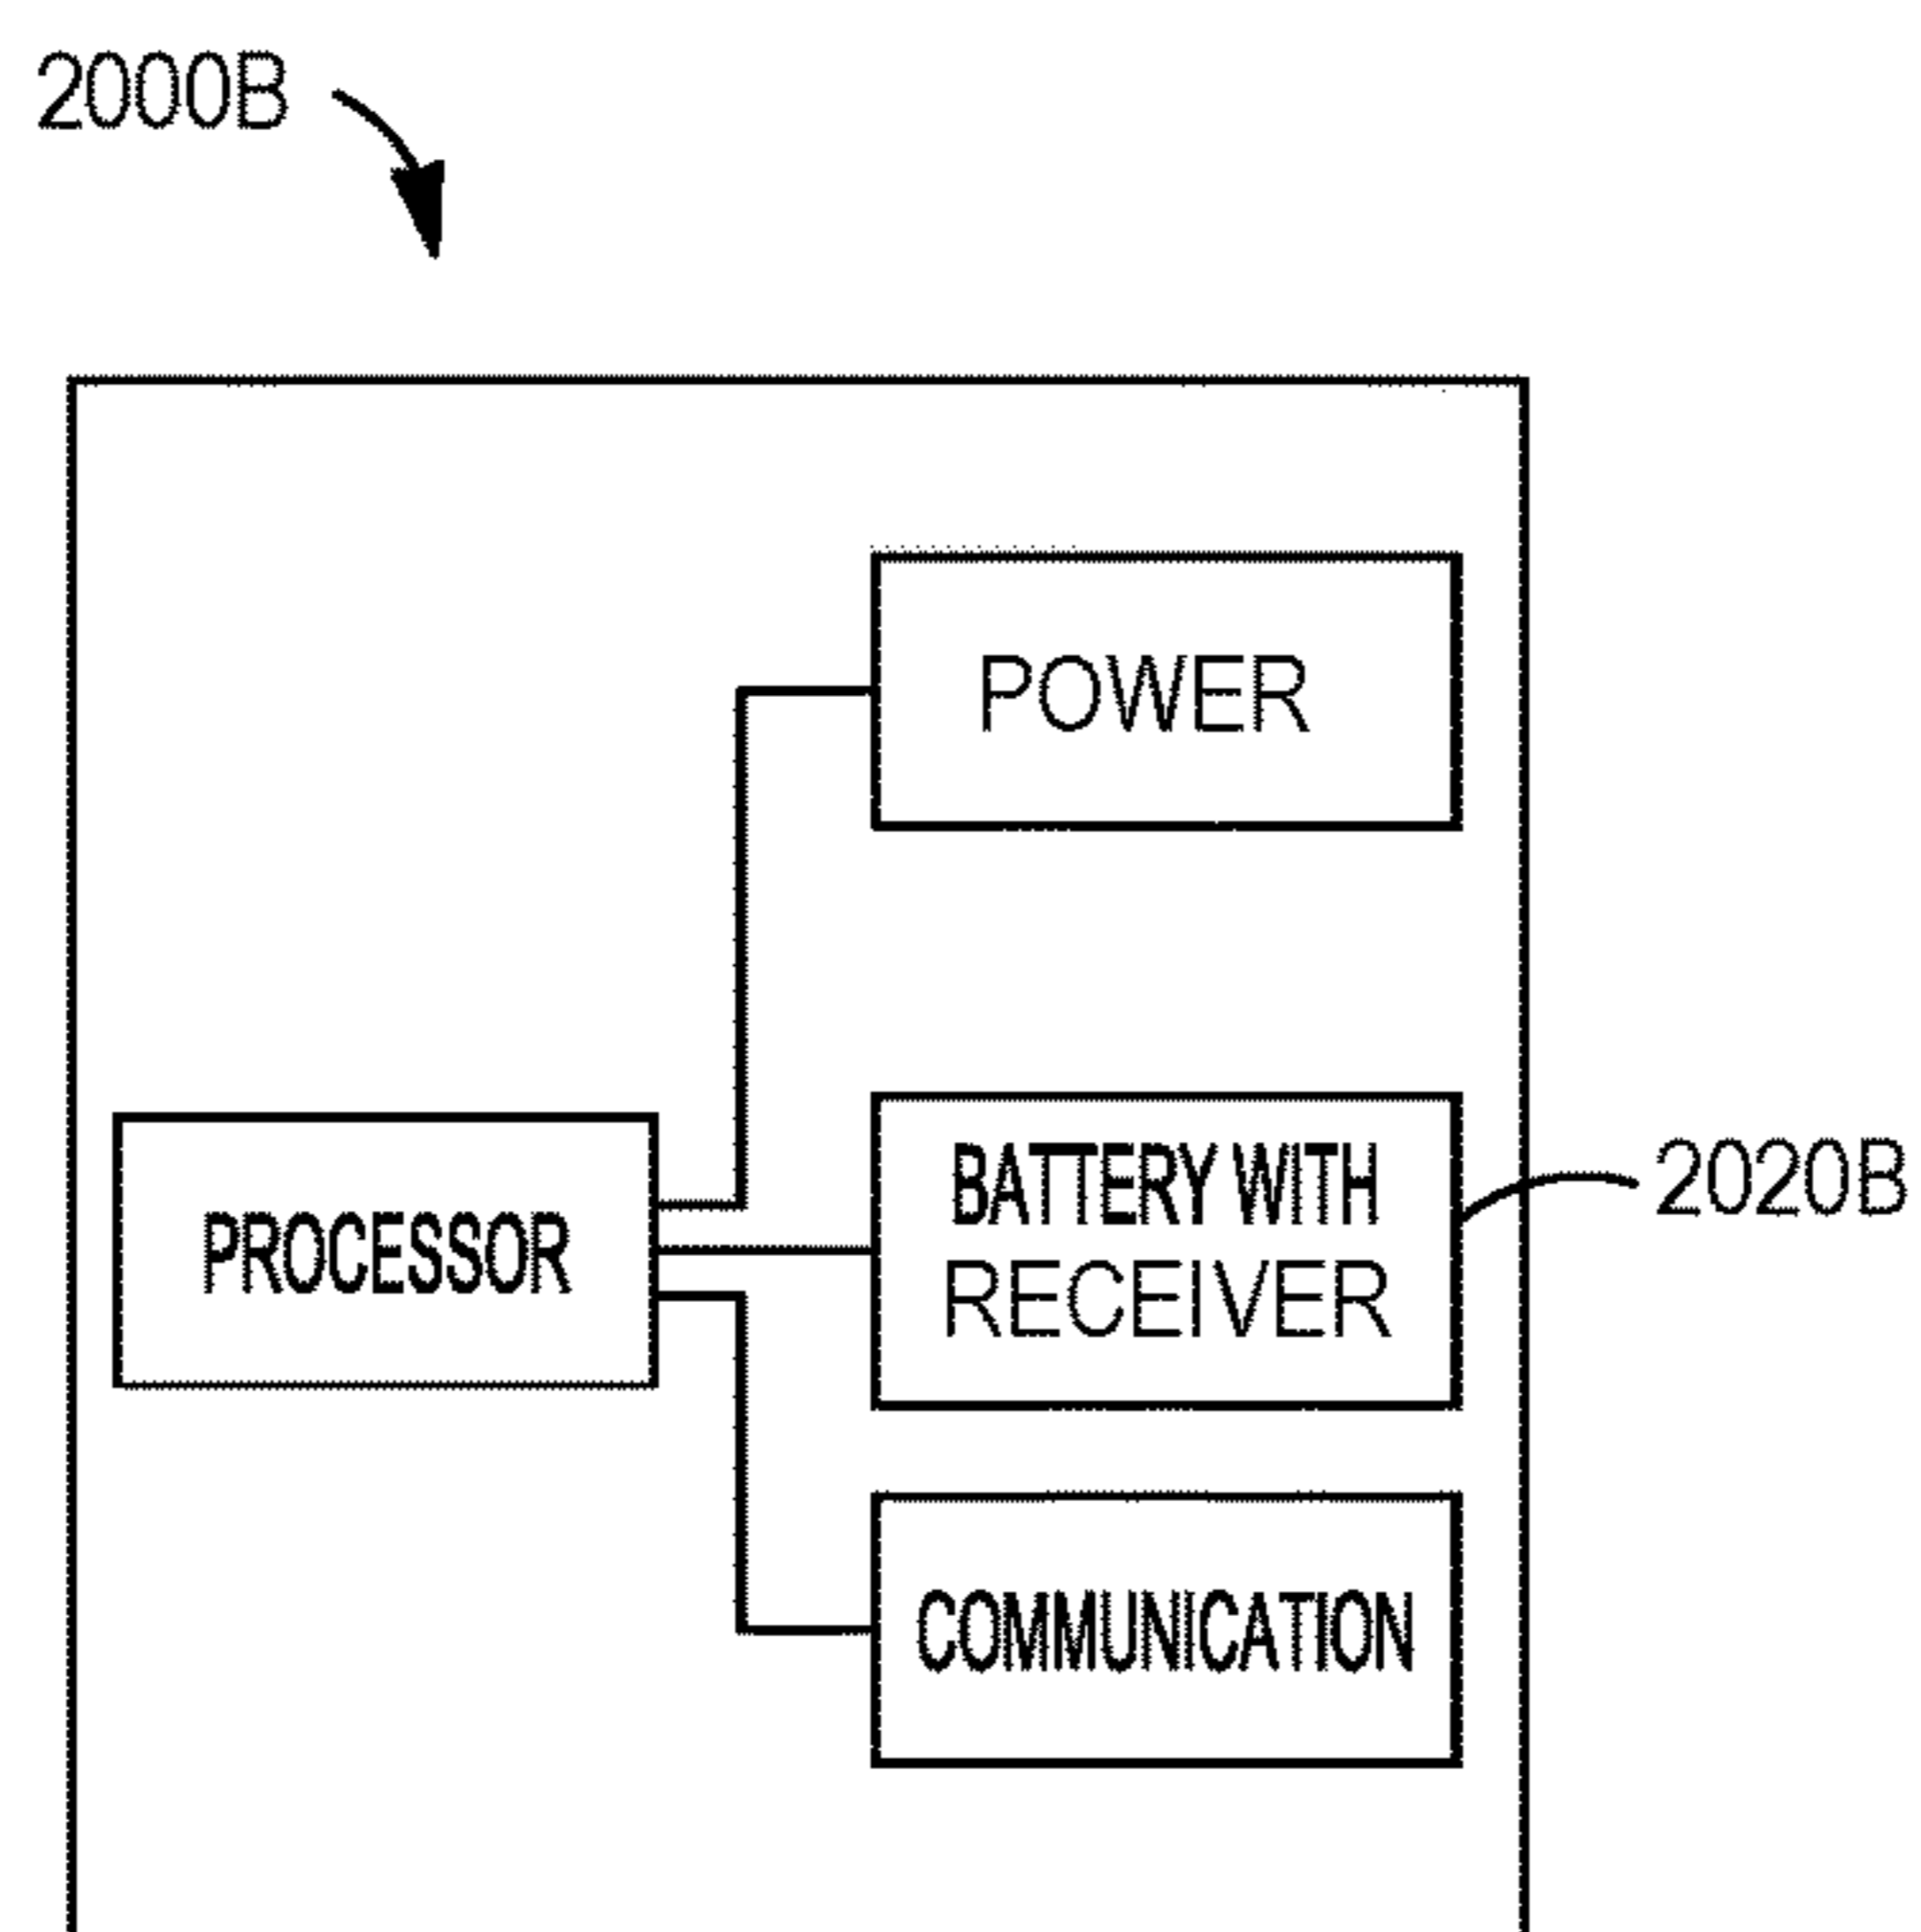 2000B
POWER
PROCESSOR
BATTERY WITH
RECEIVER
2020B
COMMUNICATION